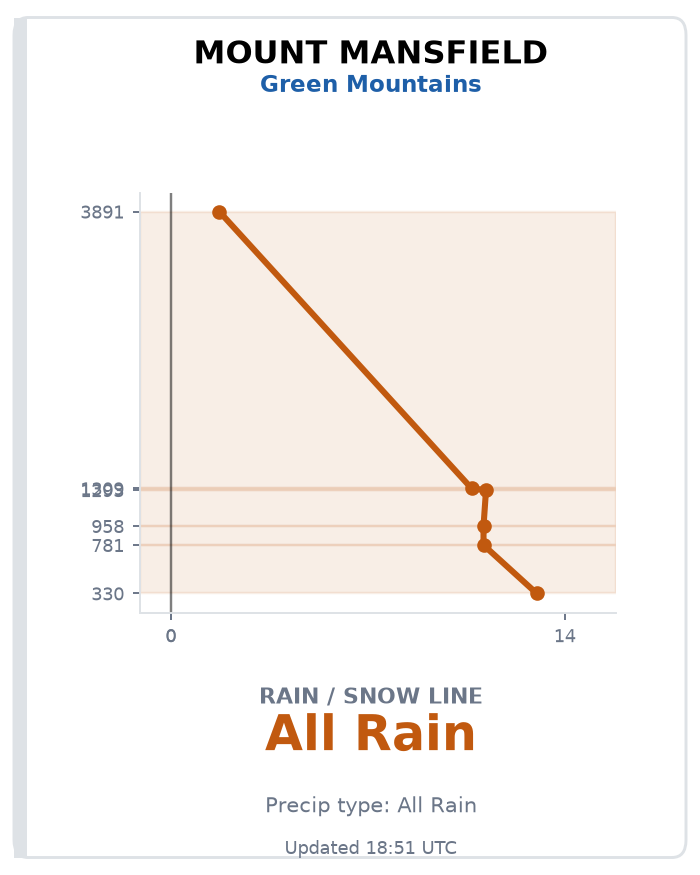 MOUNT MANSFIELD
Green Mountains
3891
958
781
330
0 14
RAIN / SNOW LINE
All Rain
Precip type: All Rain
Updated 18:51 UTC